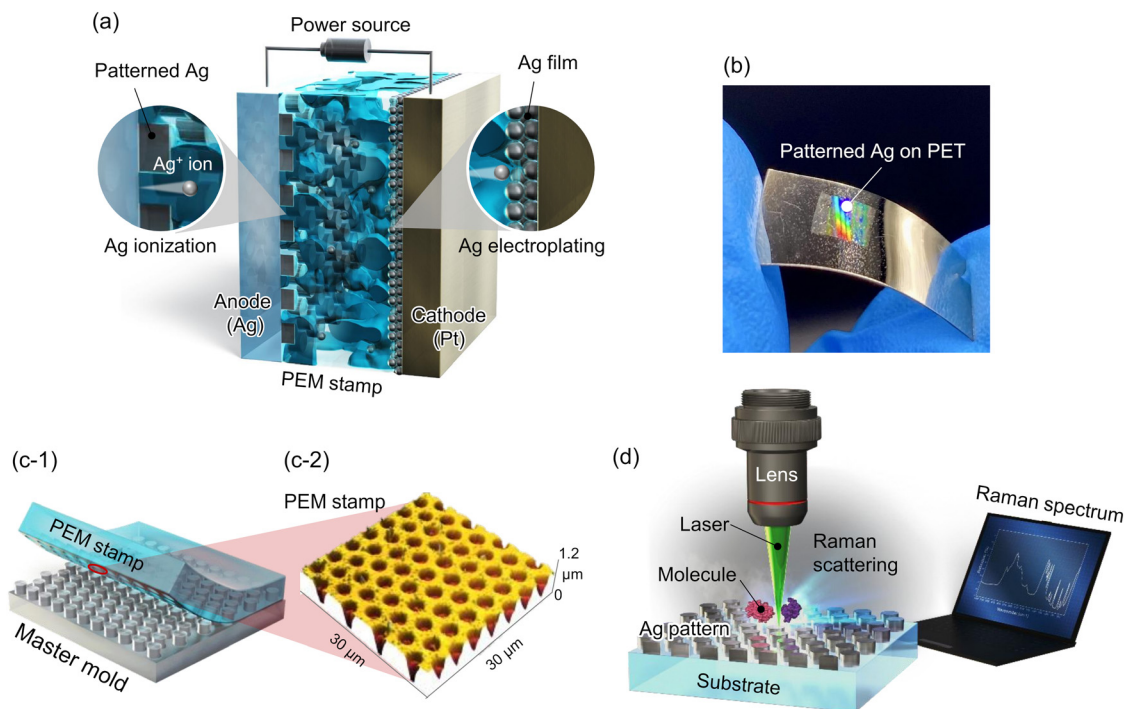 (a)
Power source
Patterned Ag
Ag film
Ag⁺ ion
Ag ionization
Ag electroplating
Anode
(Ag)
Cathode
(Pt)
PEM stamp
(b)
Patterned Ag on PET
(c-1)
PEM stamp
Master mold
(c-2)
PEM stamp
1.2
μm
0
30 μm
30 μm
(d)
Lens
Laser
Raman
scattering
Molecule
Ag pattern
Substrate
Raman spectrum